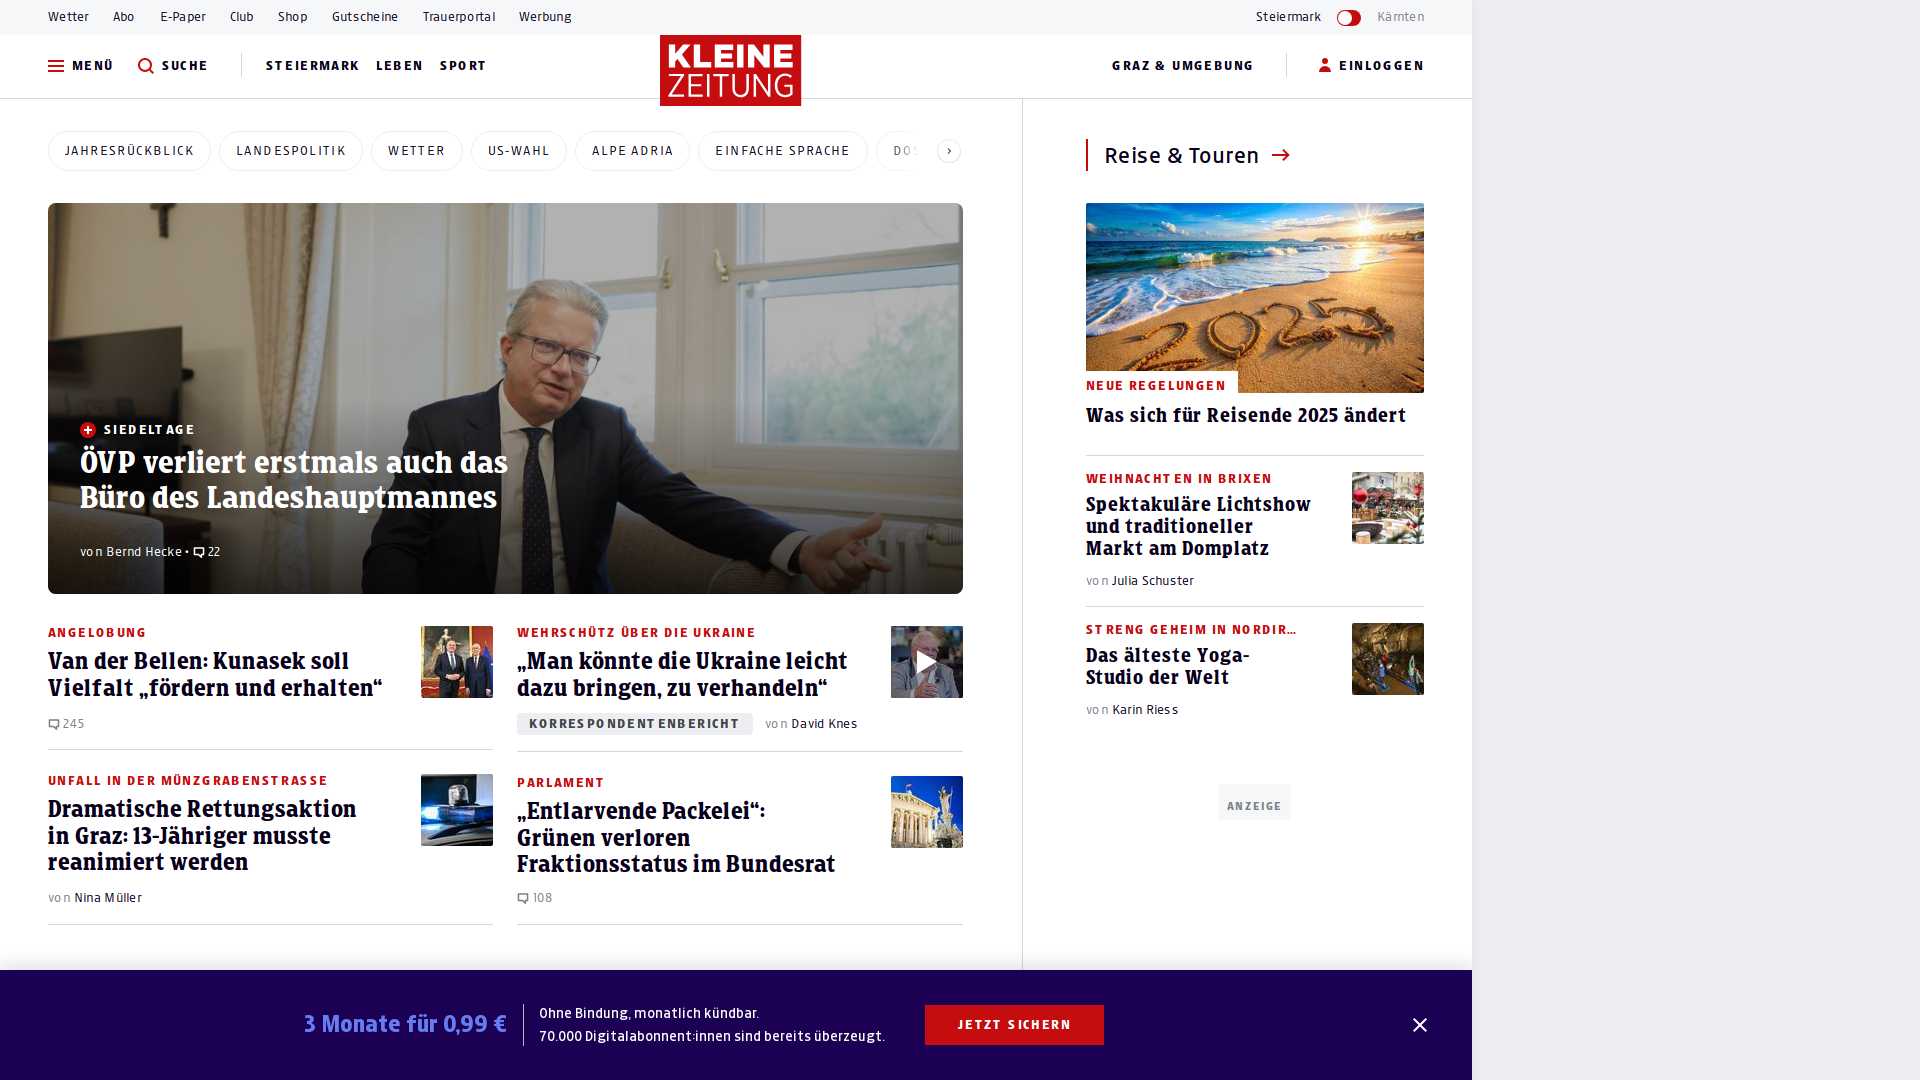 Wetter Abo E-Paper Club Shop Gutscheine Trauerportal Werbung Steiermark Kärnten
MENÜ SUCHE STEIERMARK LEBEN SPORT KLEINE ZEITUNG GRAZ & UMGEBUNG EINLOGGEN
JAHRESRÜCKBLICK LANDESPOLITIK WETTER US-WAHL ALPE ADRIA EINFACHE SPRACHE
SIEDELTAGE
ÖVP verliert erstmals auch das
Büro des Landeshauptmannes
von Bernd Hecke • 22
ANGELOBUNG
Van der Bellen: Kunasek soll
Vielfalt „fördern und erhalten“
245
WEHRSCHÜTZ ÜBER DIE UKRAINE
„Man könnte die Ukraine leicht
dazu bringen, zu verhandeln“
KORRESPONDENTENBERICHT von David Knes
UNFALL IN DER MÜNZGRABENSTRASSE
Dramatische Rettungsaktion
in Graz: 13-Jähriger musste
reanimiert werden
von Nina Müller
PARLAMENT
„Entlarvende Packelei“:
Grünen verloren
Fraktionsstatus im Bundesrat
108
Reise & Touren
2025
NEUE REGELUNGEN
Was sich für Reisende 2025 ändert
WEIHNACHTEN IN BRIXEN
Spektakuläre Lichtshow
und traditioneller
Markt am Domplatz
von Julia Schuster
STRENG GEHEIM IN NORDIR…
Das älteste Yoga-
Studio der Welt
von Karin Riess
ANZEIGE
3 Monate für 0,99 €
Ohne Bindung, monatlich kündbar.
70.000 Digitalabonnent:innen sind bereits überzeugt.
JETZT SICHERN